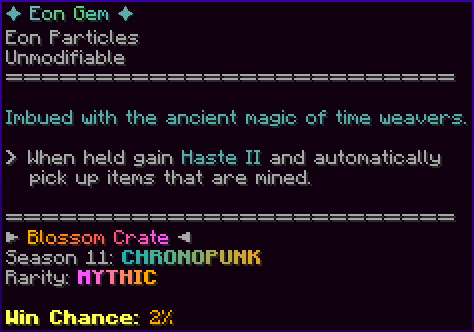 ✦ Eon Gem ✦
Eon Particles
Unmodifiable
==============================
Imbued with the ancient magic of time weavers.
> When held gain Haste II and automatically
pick up items that are mined.
==============================
► Blossom Crate ◄
Season 11: CHRONOPUNK
Rarity: MYTHIC
Win Chance: 2%